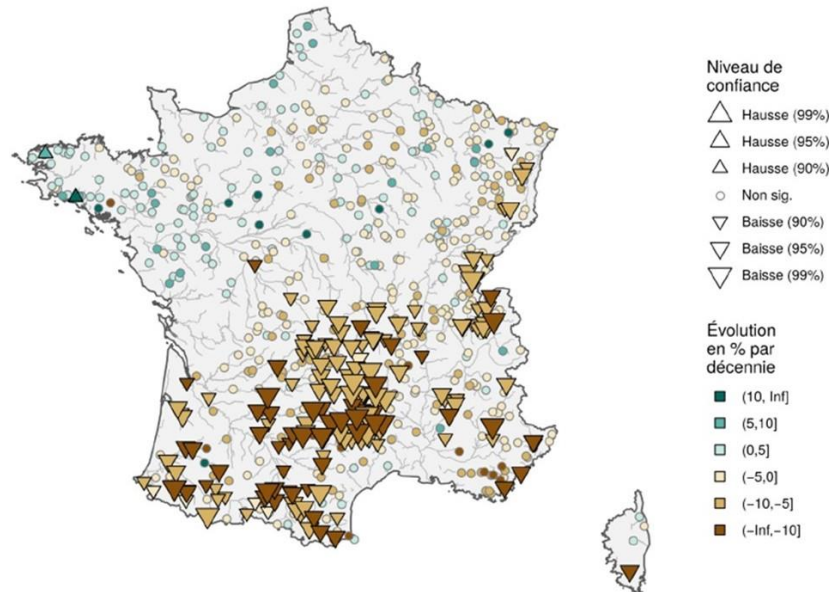 Niveau de
confiance
Hausse (99%)
Hausse (95%)
Hausse (90%)
Non sig.
Baisse (90%)
Baisse (95%)
Baisse (99%)
Évolution
en % par
décennie
(10, Inf]
(5,10]
(0,5]
(−5,0]
(−10,−5]
(−Inf,−10]